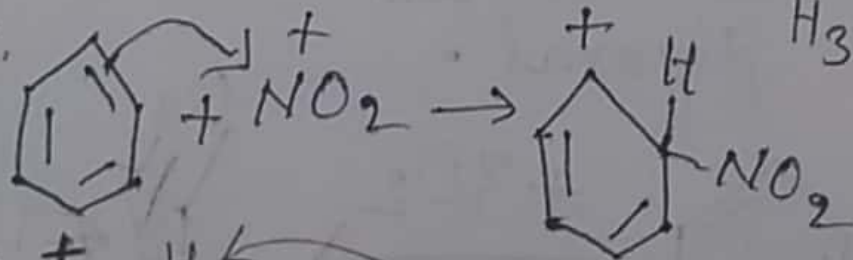 + NO₂⁺ → + H NO₂
H₃
+ H